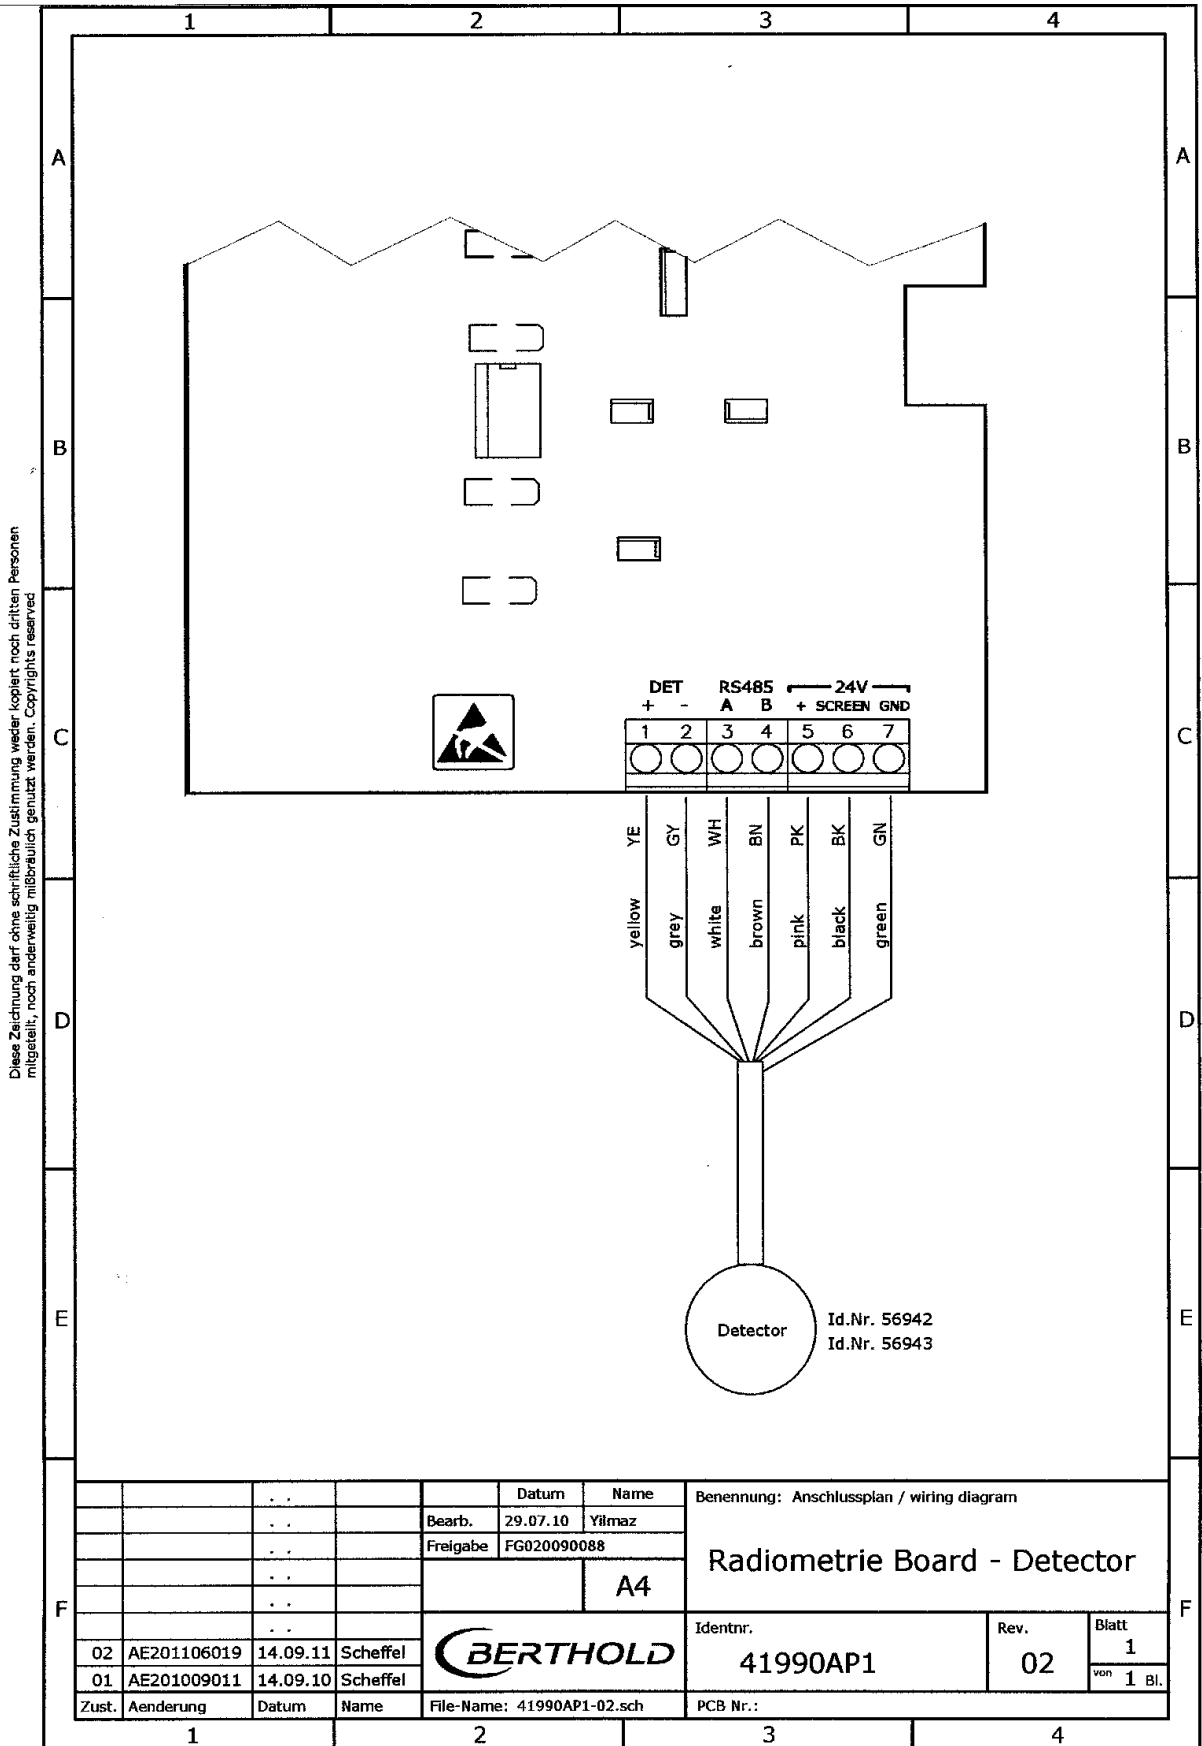 1 2 3 4
A A
B B
C C
D D
E E
F F
Diese Zeichnung darf ohne schriftliche Zustimmung weder kopiert noch dritten Personen
mitgeteilt, noch anderweitig mißbräulich genutzt werden. Copyrights reserved
DET RS485 24V
+ - A B + SCREEN GND
1 2 3 4 5 6 7
YE GY WH BN PK BK GN
yellow grey white brown pink black green
Detector
Id.Nr. 56942
Id.Nr. 56943
Datum Name
Bearb. 29.07.10 Yilmaz
Freigabe FG020090088
A4
Benennung: Anschlussplan / wiring diagram
Radiometrie Board - Detector
02 AE201106019 14.09.11 Scheffel
01 AE201009011 14.09.10 Scheffel
Zust. Aenderung Datum Name
BERTHOLD
File-Name: 41990AP1-02.sch
Identnr.
41990AP1
Rev.
02
Blatt
1
von 1 Bl.
PCB Nr.:
1 2 3 4